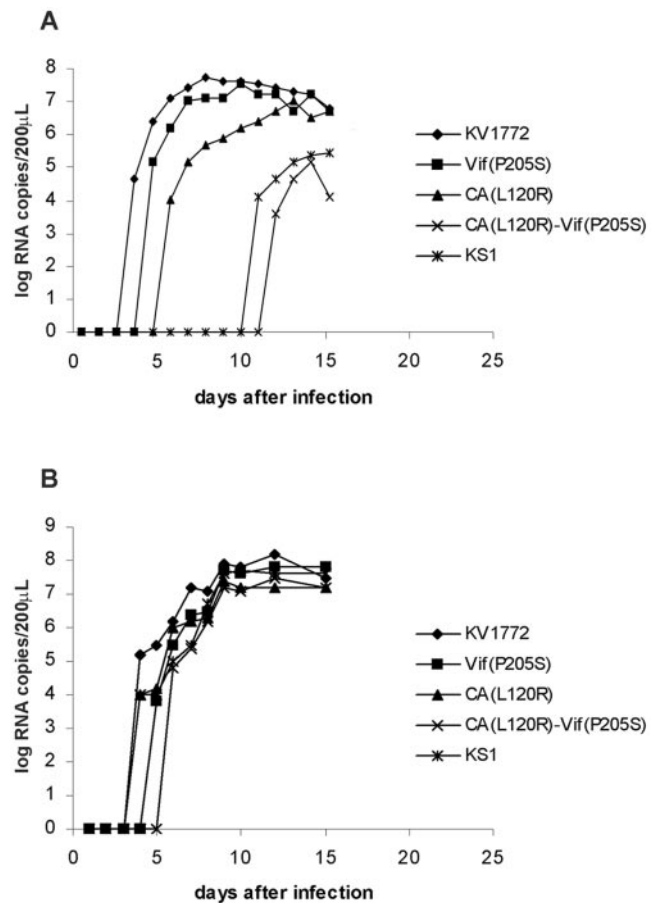 A
log RNA copies/200µL
8
7
6
5
4
3
2
1
0
0 5 10 15 20 25
days after infection
KV1772
Vif(P205S)
CA(L120R)
CA(L120R)-Vif(P205S)
KS1
B
log RNA copies/200µL
9
8
7
6
5
4
3
2
1
0
0 5 10 15 20 25
days after infection
KV1772
Vif(P205S)
CA(L120R)
CA(L120R)-Vif(P205S)
KS1